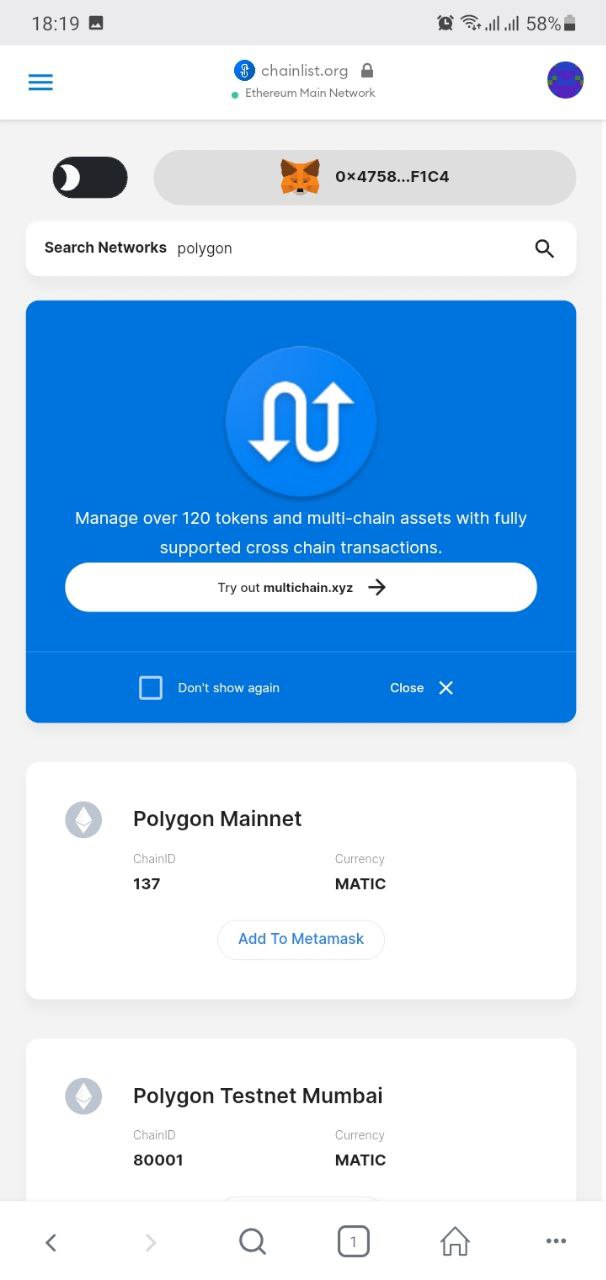 18:19 58%
chainlist.org
Ethereum Main Network
0×4758...F1C4
Search Networks polygon
Manage over 120 tokens and multi-chain assets with fully
supported cross chain transactions.
Try out multichain.xyz
Don't show again Close
Polygon Mainnet
ChainID Currency
137 MATIC
Add To Metamask
Polygon Testnet Mumbai
ChainID Currency
80001 MATIC
1